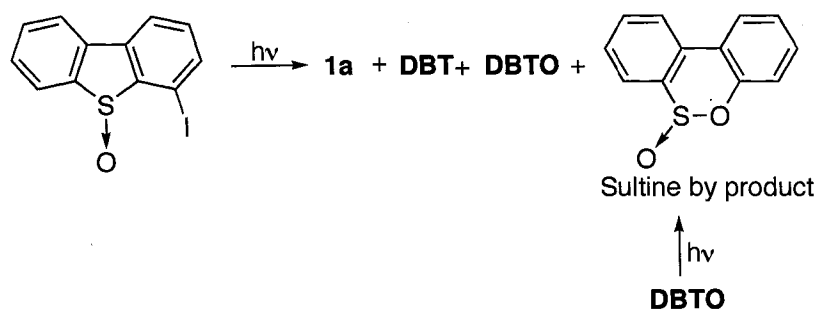 hν
1a + DBT+ DBTO +
S
O
I
S-O
O
Sultine by product
hν
DBTO